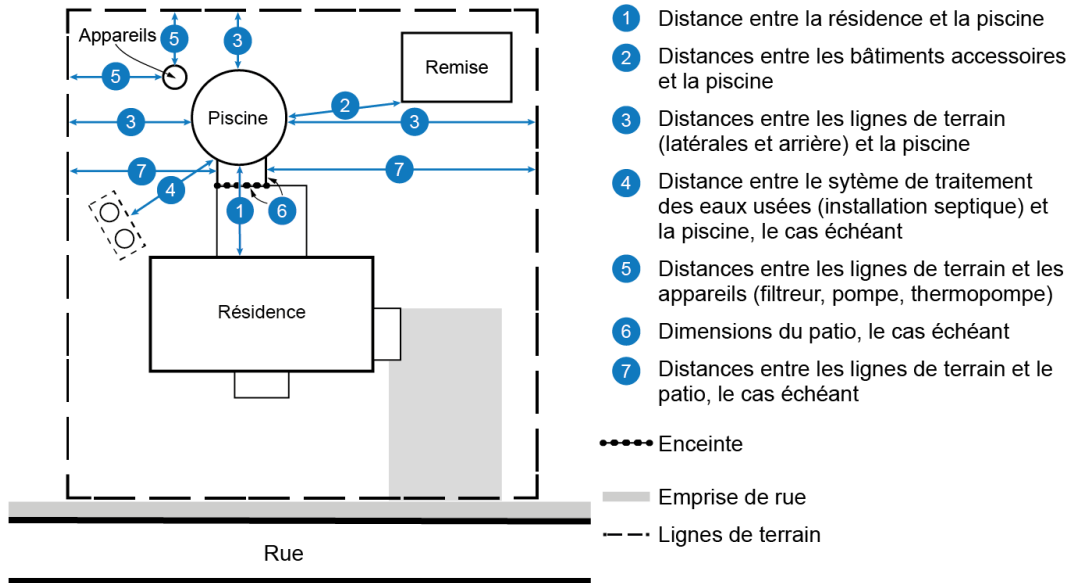 Appareils
5
3
5
Remise
2
Piscine
3
3
7
7
4
1
6
Résidence
Rue
1 Distance entre la résidence et la piscine
2 Distances entre les bâtiments accessoires
et la piscine
3 Distances entre les lignes de terrain
(latérales et arrière) et la piscine
4 Distance entre le sytème de traitement
des eaux usées (installation septique) et
la piscine, le cas échéant
5 Distances entre les lignes de terrain et les
appareils (filtreur, pompe, thermopompe)
6 Dimensions du patio, le cas échéant
7 Distances entre les lignes de terrain et le
patio, le cas échéant
Enceinte
Emprise de rue
Lignes de terrain